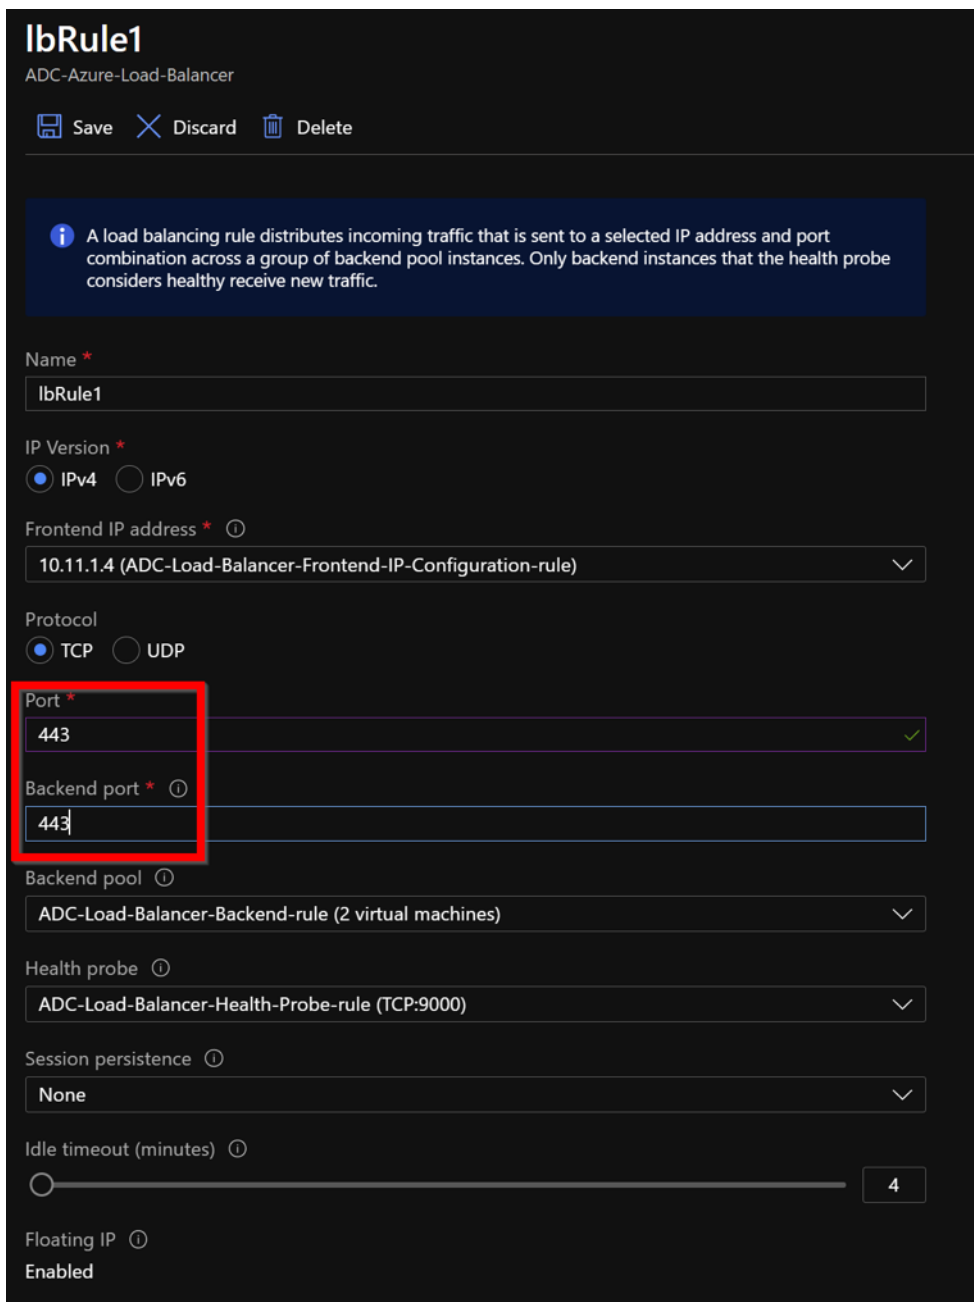 lbRule1
ADC-Azure-Load-Balancer
Save Discard Delete
A load balancing rule distributes incoming traffic that is sent to a selected IP address and port
combination across a group of backend pool instances. Only backend instances that the health probe
considers healthy receive new traffic.
Name *
lbRule1
IP Version *
IPv4 IPv6
Frontend IP address *
10.11.1.4 (ADC-Load-Balancer-Frontend-IP-Configuration-rule)
Protocol
TCP UDP
Port *
443
Backend port *
443
Backend pool
ADC-Load-Balancer-Backend-rule (2 virtual machines)
Health probe
ADC-Load-Balancer-Health-Probe-rule (TCP:9000)
Session persistence
None
Idle timeout (minutes)
4
Floating IP
Enabled